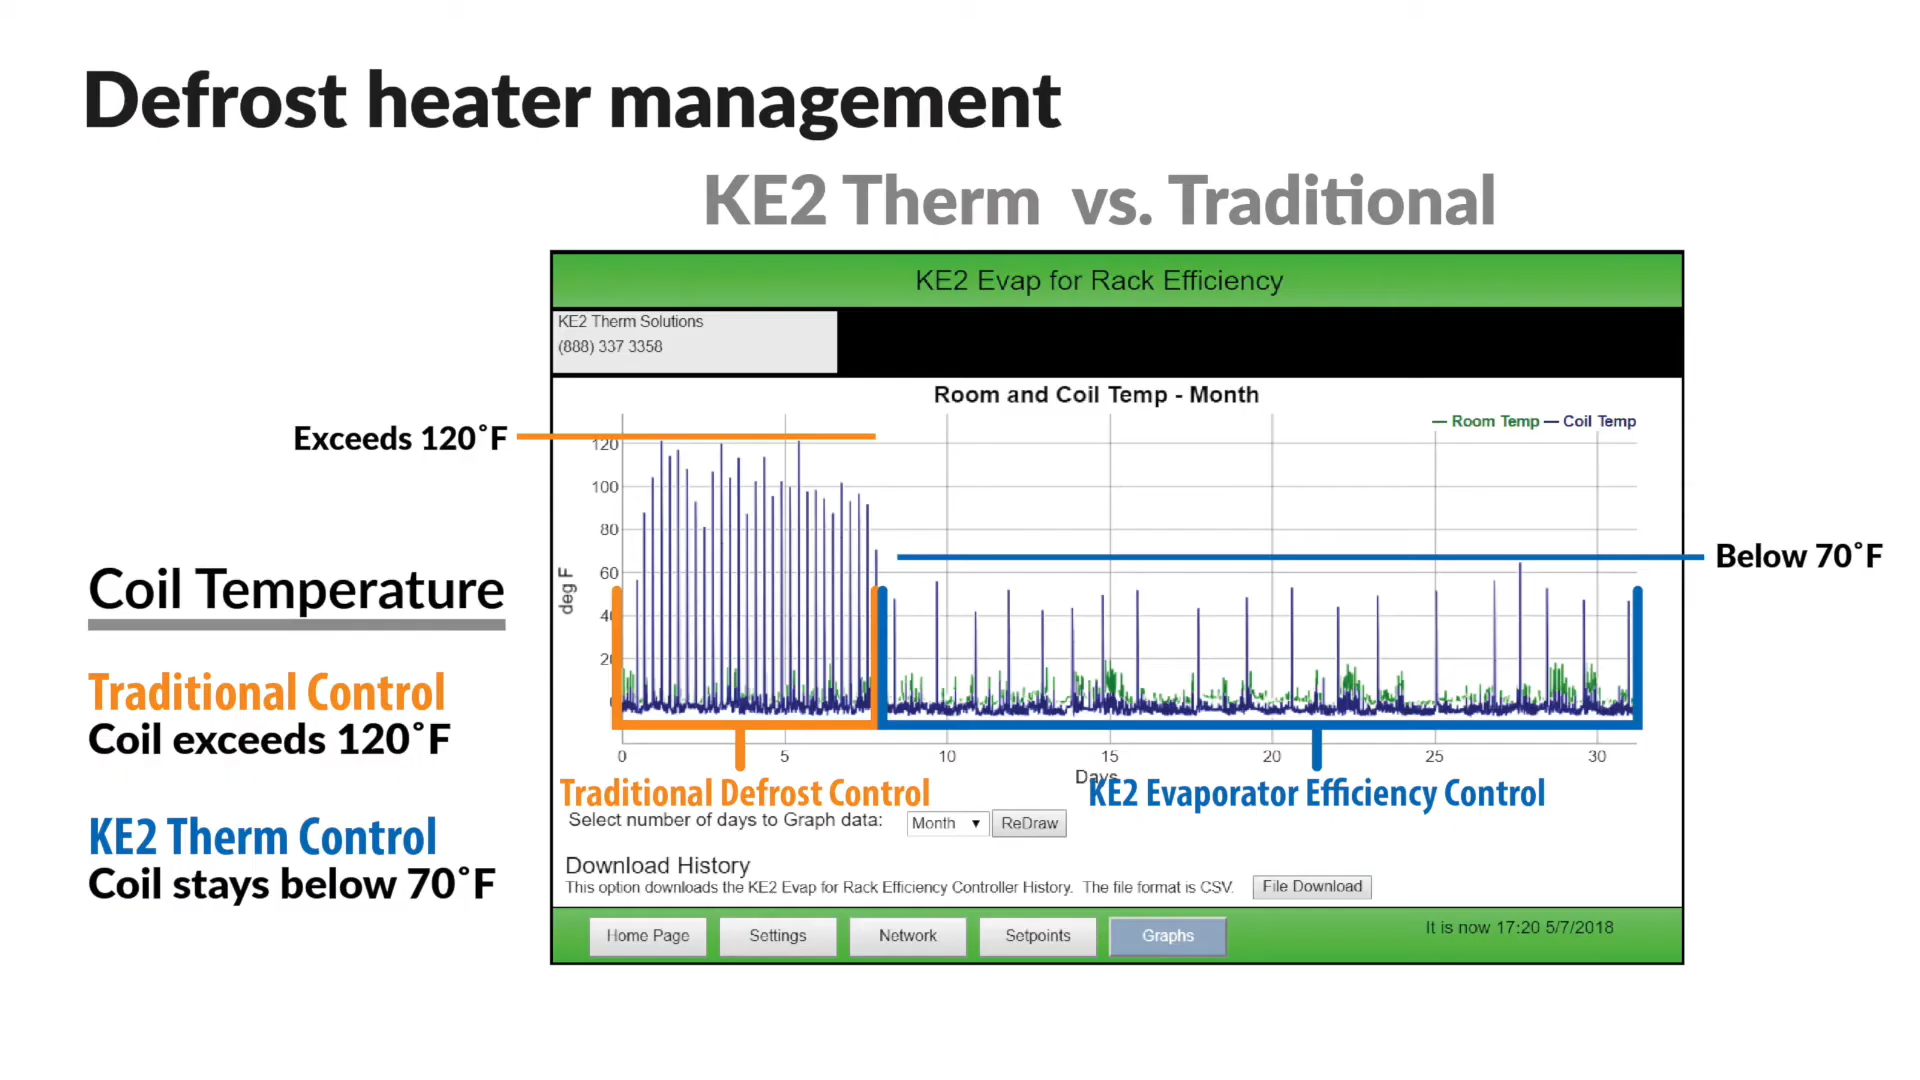 Defrost heater management
KE2 Therm vs. Traditional
KE2 Evap for Rack Efficiency
KE2 Therm Solutions
(888) 337 3358
Room and Coil Temp - Month
Room Temp
Coil Temp
Exceeds 120˚F
120
100
80
60
40
20
0
deg F
Below 70˚F
Coil Temperature
Traditional Control
Coil exceeds 120˚F
KE2 Therm Control
Coil stays below 70˚F
0 5 10 15 20 25 30
Days
Traditional Defrost Control
KE2 Evaporator Efficiency Control
Select number of days to Graph data: Month ReDraw
Download History
This option downloads the KE2 Evap for Rack Efficiency Controller History. The file format is CSV. File Download
Home Page Settings Network Setpoints Graphs
It is now 17:20 5/7/2018